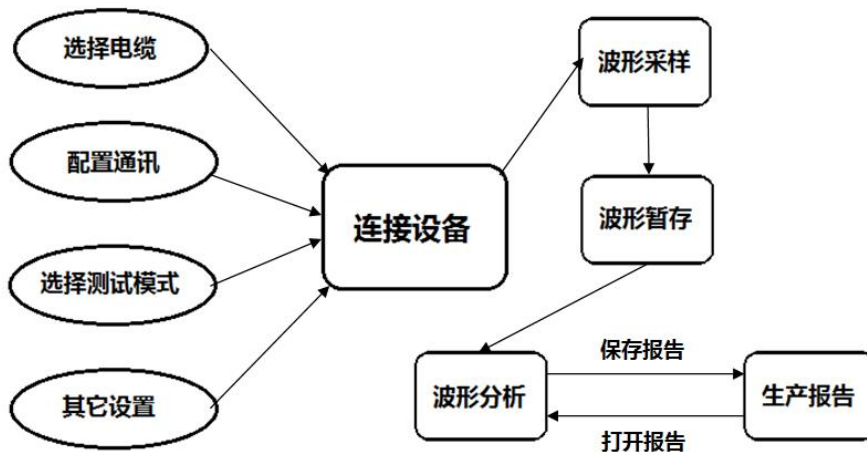 选择电缆
配置通讯
选择测试模式
其它设置
连接设备
波形采样
波形暂存
波形分析
保存报告
打开报告
生产报告